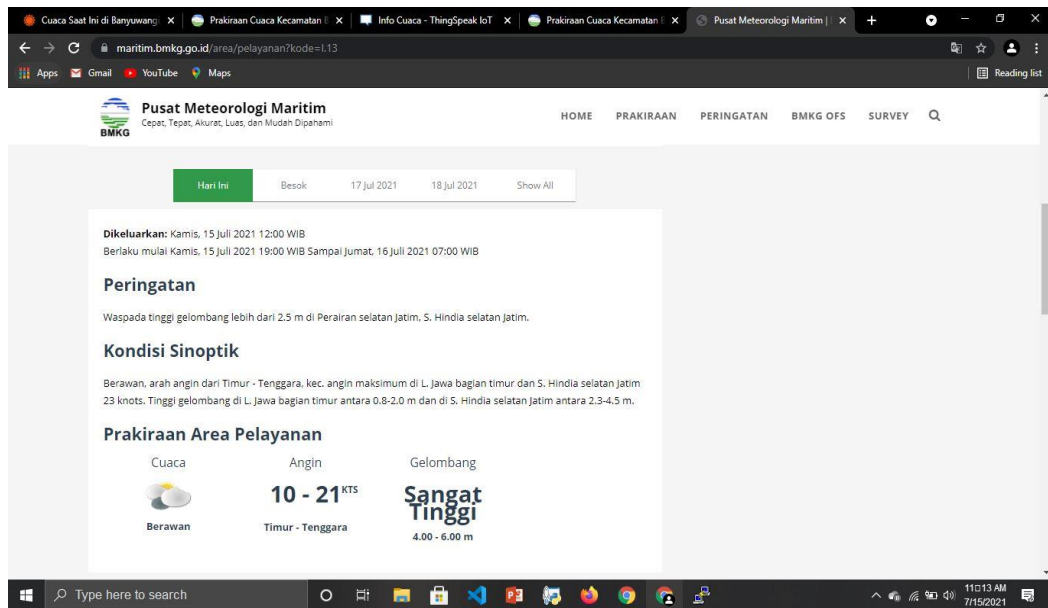 Cuaca Saat Ini di Banyuwangi
Prakiraan Cuaca Kecamatan
Info Cuaca - ThingSpeak IoT
Prakiraan Cuaca Kecamatan
Pusat Meteorologi Maritim |
maritim.bmkg.go.id/area/pelayanan?kode=I.13
Apps Gmail YouTube Maps Reading list
BMKG
Pusat Meteorologi Maritim
Cepat, Tepat, Akurat, Luas, dan Mudah Dipahami
HOME PRAKIRAAN PERINGATAN BMKG OFS SURVEY
Hari Ini Besok 17 Jul 2021 18 Jul 2021 Show All
Dikeluarkan: Kamis, 15 Juli 2021 12:00 WIB
Berlaku mulai Kamis, 15 Juli 2021 19:00 WIB Sampai Jumat, 16 Juli 2021 07:00 WIB
Peringatan
Waspada tinggi gelombang lebih dari 2.5 m di Perairan selatan Jatim, S. Hindia selatan Jatim.
Kondisi Sinoptik
Berawan, arah angin dari Timur - Tenggara, kec. angin maksimum di L. Jawa bagian timur dan S. Hindia selatan Jatim
23 knots. Tinggi gelombang di L. Jawa bagian timur antara 0.8-2.0 m dan di S. Hindia selatan Jatim antara 2.3-4.5 m.
Prakiraan Area Pelayanan
Cuaca Angin Gelombang
10 - 21 KTS
Sangat
Tinggi
Berawan Timur - Tenggara
4.00 - 6.00 m
Type here to search
11□13 AM
7/15/2021